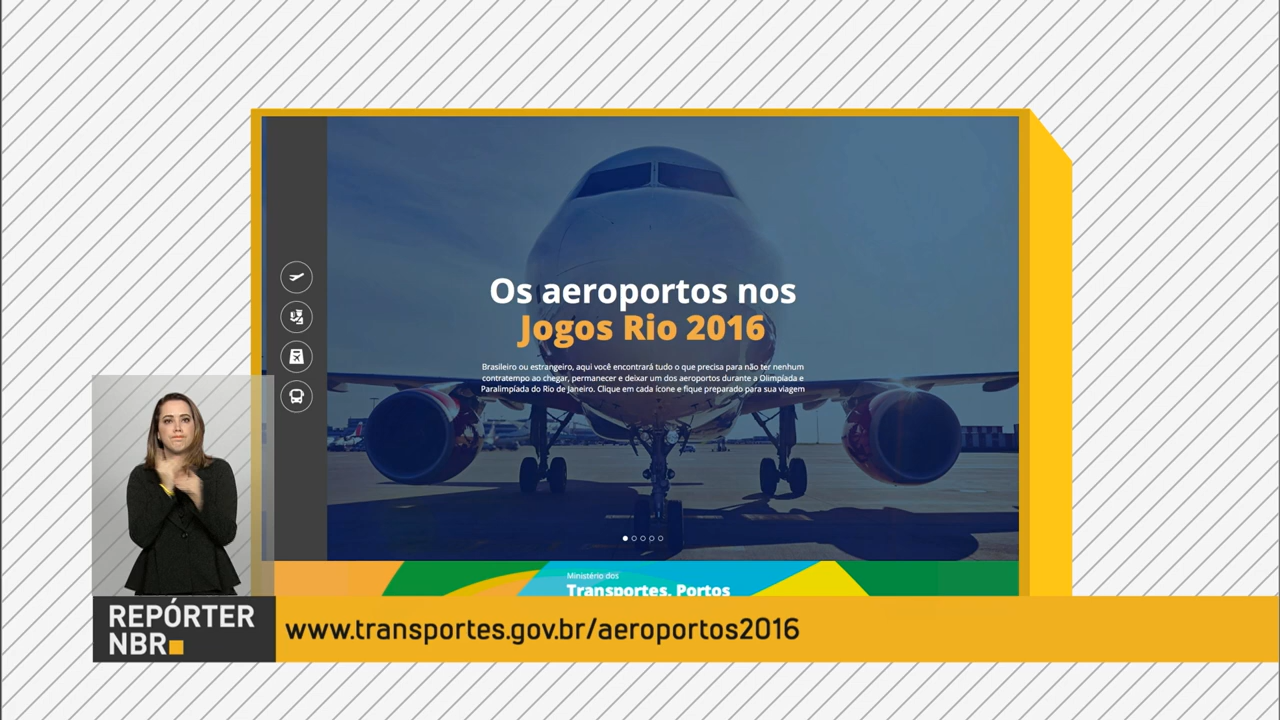 Os aeroportos nos
Jogos Rio 2016
Brasileiro ou estrangeiro, aqui você encontrará tudo o que precisa para não ter nenhum
contratempo ao chegar, permanecer e deixar um dos aeroportos durante a Olimpíada e
Paralimpíada do Rio de Janeiro. Clique em cada ícone e fique preparado para sua viagem
Ministério dos
Transportes, Portos
REPÓRTER
NBR
www.transportes.gov.br/aeroportos2016